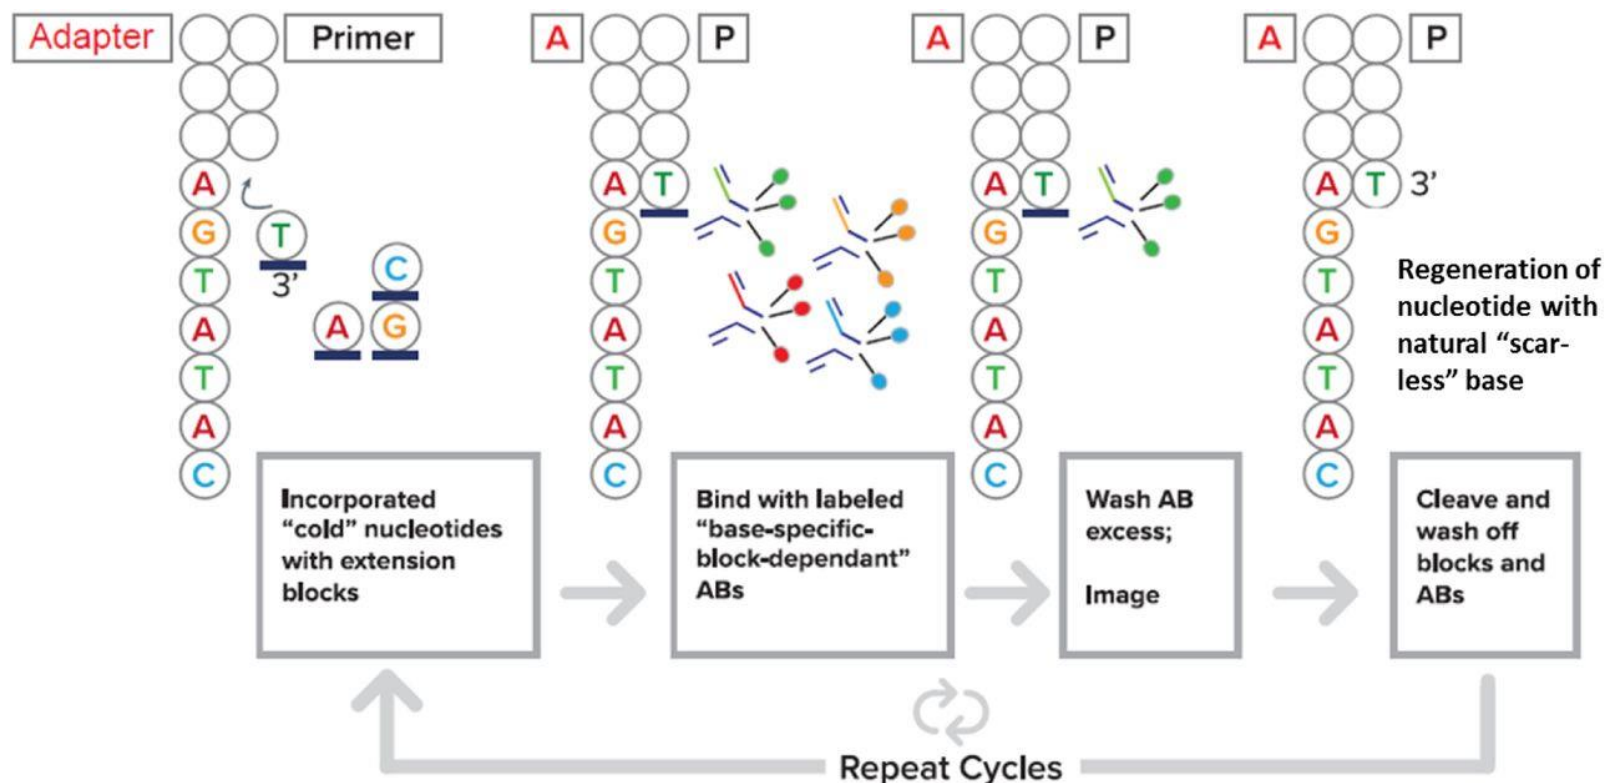 Adapter
Primer
A
G
T
A
T
A
C
T
3’
C
A
G
A
P
A
T
G
T
A
T
A
C
A
P
A
T
G
T
A
T
A
C
A
P
A
T
3’
G
T
A
T
A
C
Regeneration of
nucleotide with
natural “scar-
less” base
Incorporated
“cold” nucleotides
with extension
blocks
Bind with labeled
“base-specific-
block-dependant”
ABs
Wash AB
excess;
Image
Cleave and
wash off
blocks and
ABs
Repeat Cycles